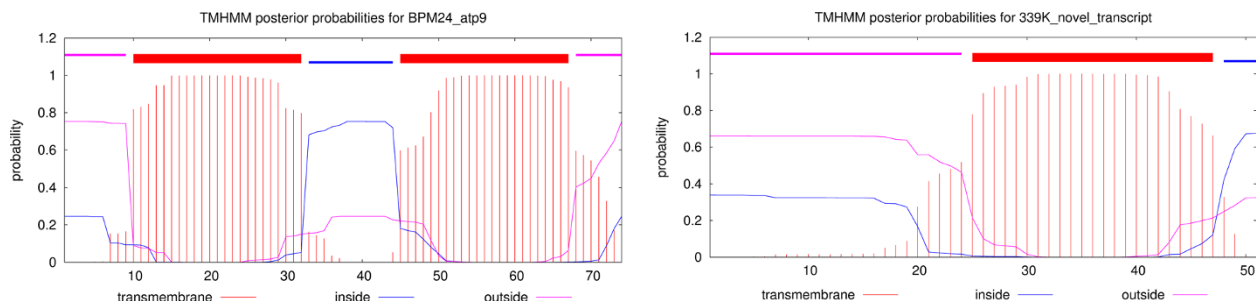 TMHMM posterior probabilities for BPM24_atp9
1.2
1
0.8
0.6
0.4
0.2
0
probability
10 20 30 40 50 60 70
transmembrane inside outside
TMHMM posterior probabilities for 339K_novel_transcript
1.2
1
0.8
0.6
0.4
0.2
0
probability
10 20 30 40 50
transmembrane inside outside